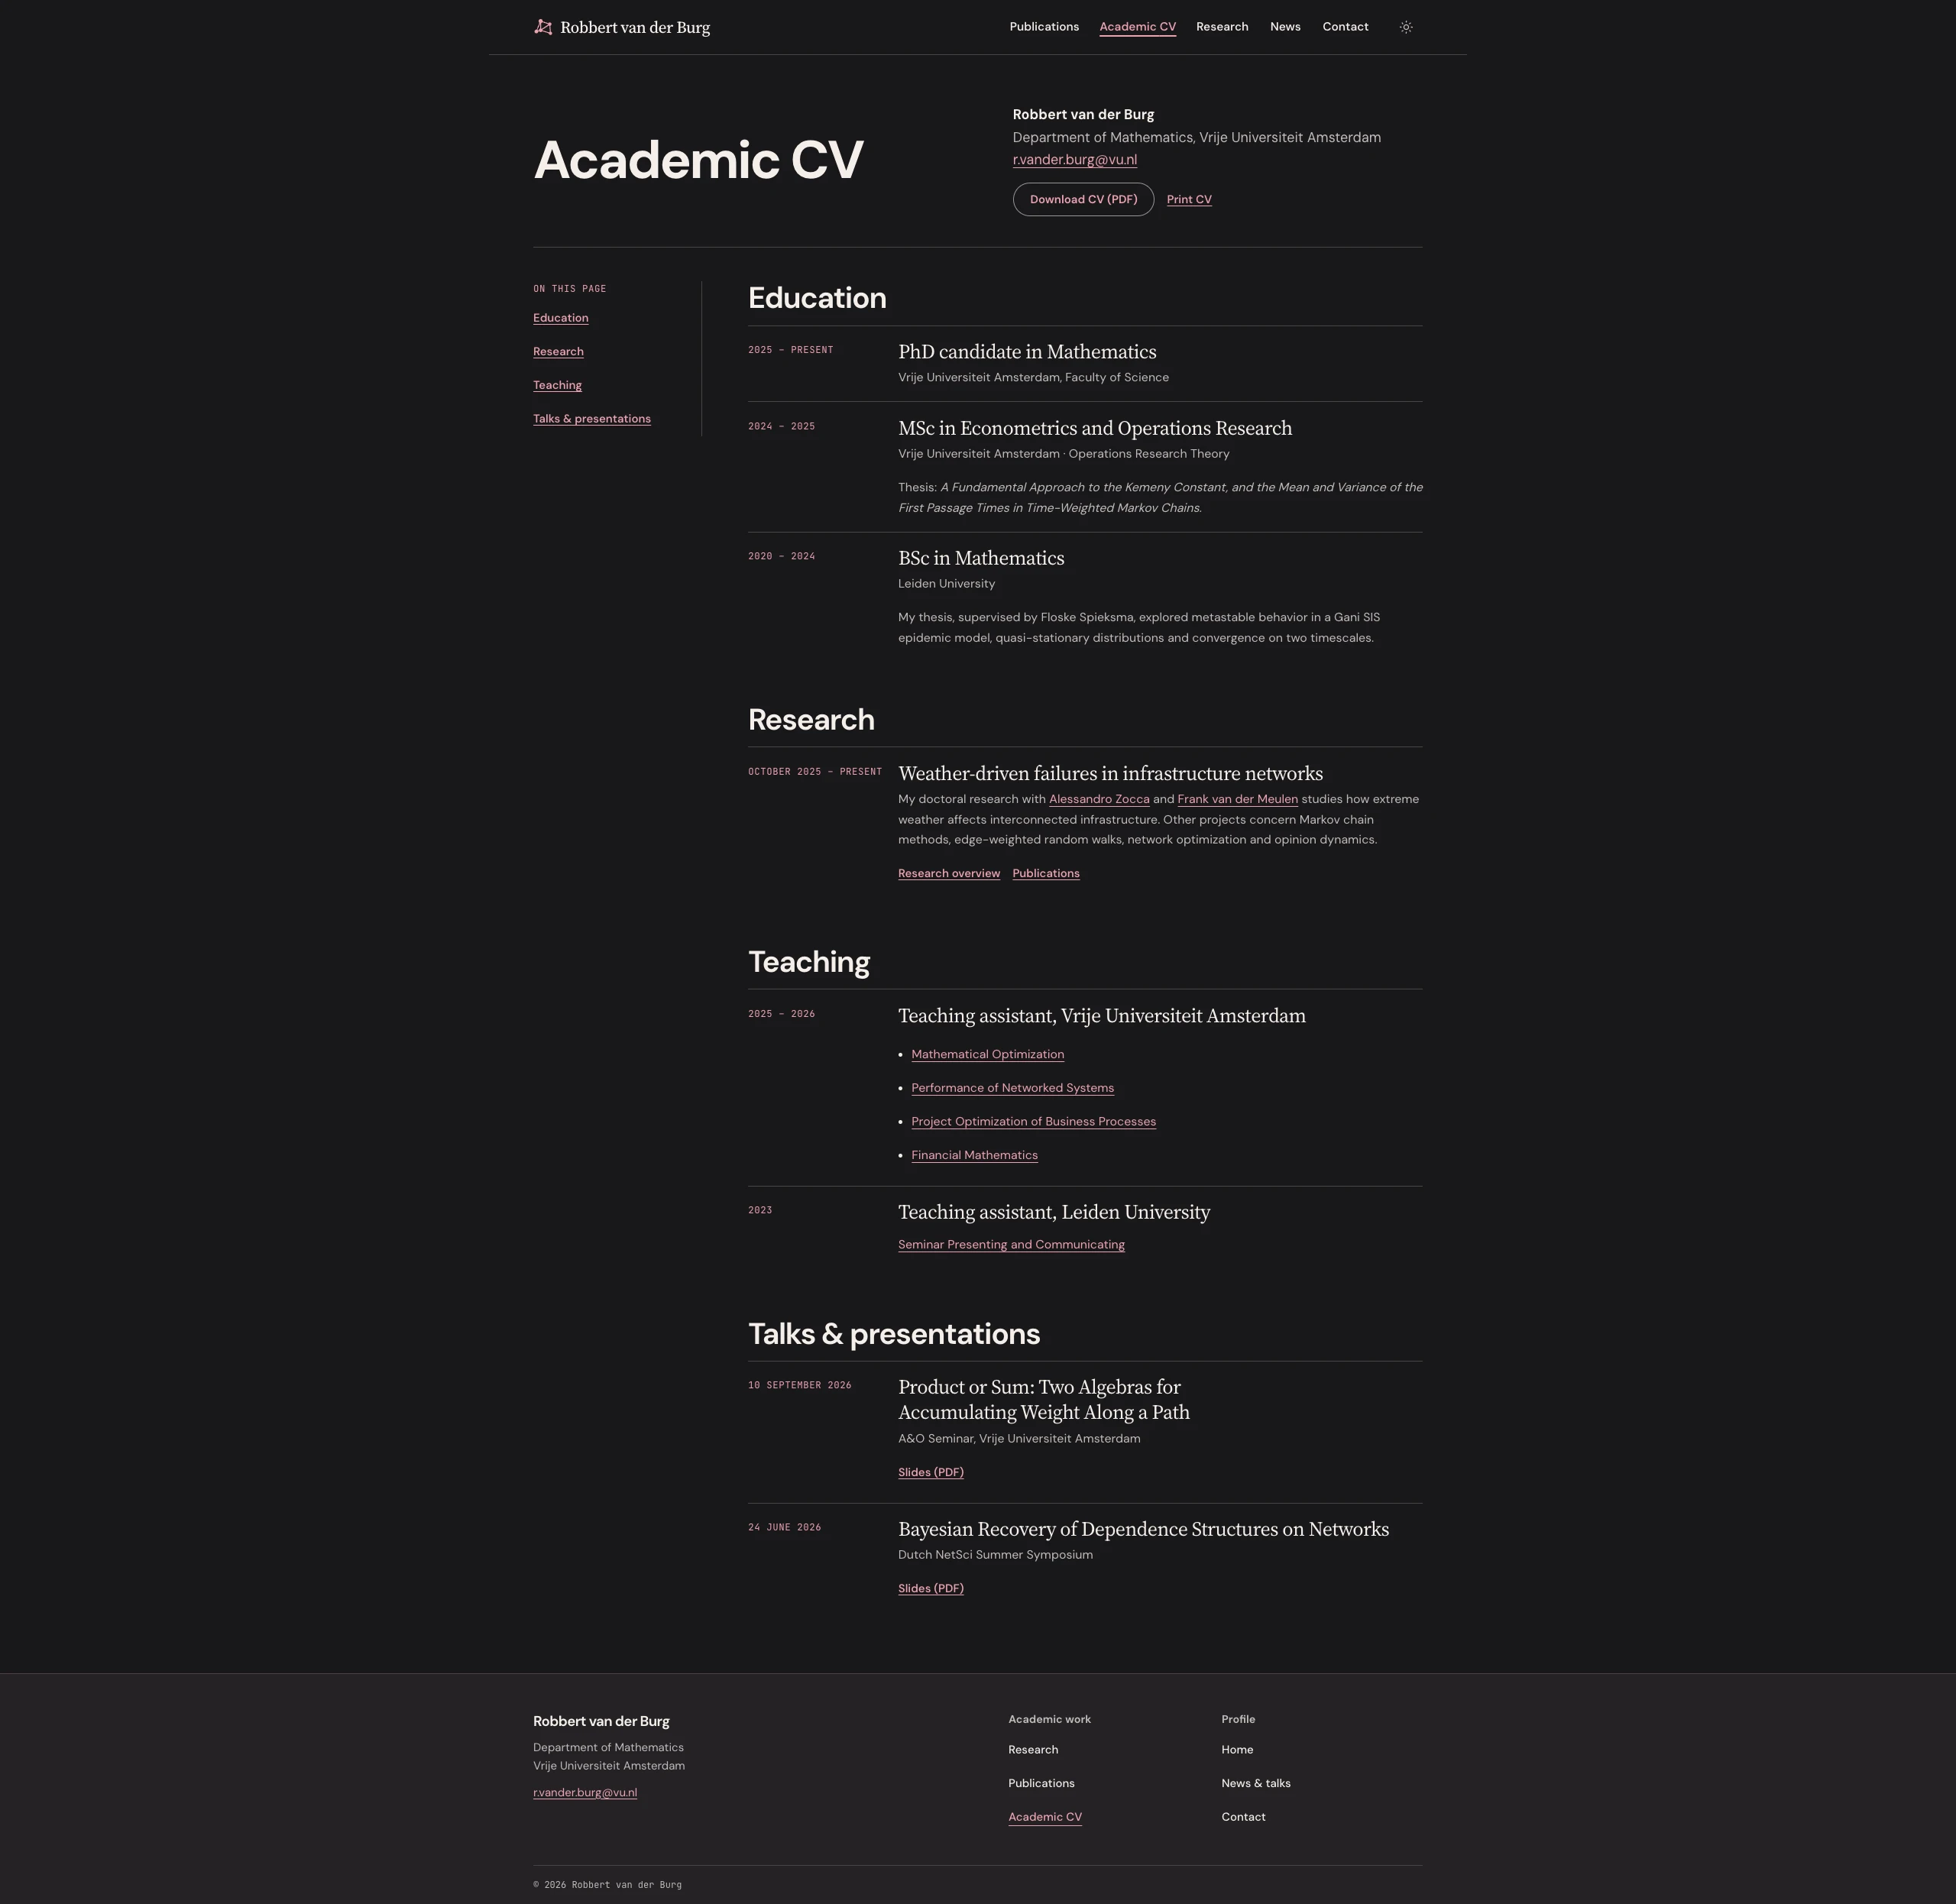 Robbert van der Burg
Publications Academic CV Research News Contact
Academic CV
Robbert van der Burg
Department of Mathematics, Vrije Universiteit Amsterdam
r.vander.burg@vu.nl
Download CV (PDF) Print CV
ON THIS PAGE
Education
Research
Teaching
Talks & presentations
Education
2025 – PRESENT
PhD candidate in Mathematics
Vrije Universiteit Amsterdam, Faculty of Science
2024 – 2025
MSc in Econometrics and Operations Research
Vrije Universiteit Amsterdam · Operations Research Theory
Thesis: A Fundamental Approach to the Kemeny Constant, and the Mean and Variance of the
First Passage Times in Time-Weighted Markov Chains.
2020 – 2024
BSc in Mathematics
Leiden University
My thesis, supervised by Floske Spieksma, explored metastable behavior in a Gani SIS
epidemic model, quasi-stationary distributions and convergence on two timescales.
Research
OCTOBER 2025 – PRESENT
Weather-driven failures in infrastructure networks
My doctoral research with Alessandro Zocca and Frank van der Meulen studies how extreme
weather affects interconnected infrastructure. Other projects concern Markov chain
methods, edge-weighted random walks, network optimization and opinion dynamics.
Research overview Publications
Teaching
2025 – 2026
Teaching assistant, Vrije Universiteit Amsterdam
• Mathematical Optimization
• Performance of Networked Systems
• Project Optimization of Business Processes
• Financial Mathematics
2023
Teaching assistant, Leiden University
Seminar Presenting and Communicating
Talks & presentations
10 SEPTEMBER 2026
Product or Sum: Two Algebras for
Accumulating Weight Along a Path
A&O Seminar, Vrije Universiteit Amsterdam
Slides (PDF)
24 JUNE 2026
Bayesian Recovery of Dependence Structures on Networks
Dutch NetSci Summer Symposium
Slides (PDF)
Robbert van der Burg
Department of Mathematics
Vrije Universiteit Amsterdam
r.vander.burg@vu.nl
Academic work
Research
Publications
Academic CV
Profile
Home
News & talks
Contact
© 2026 Robbert van der Burg